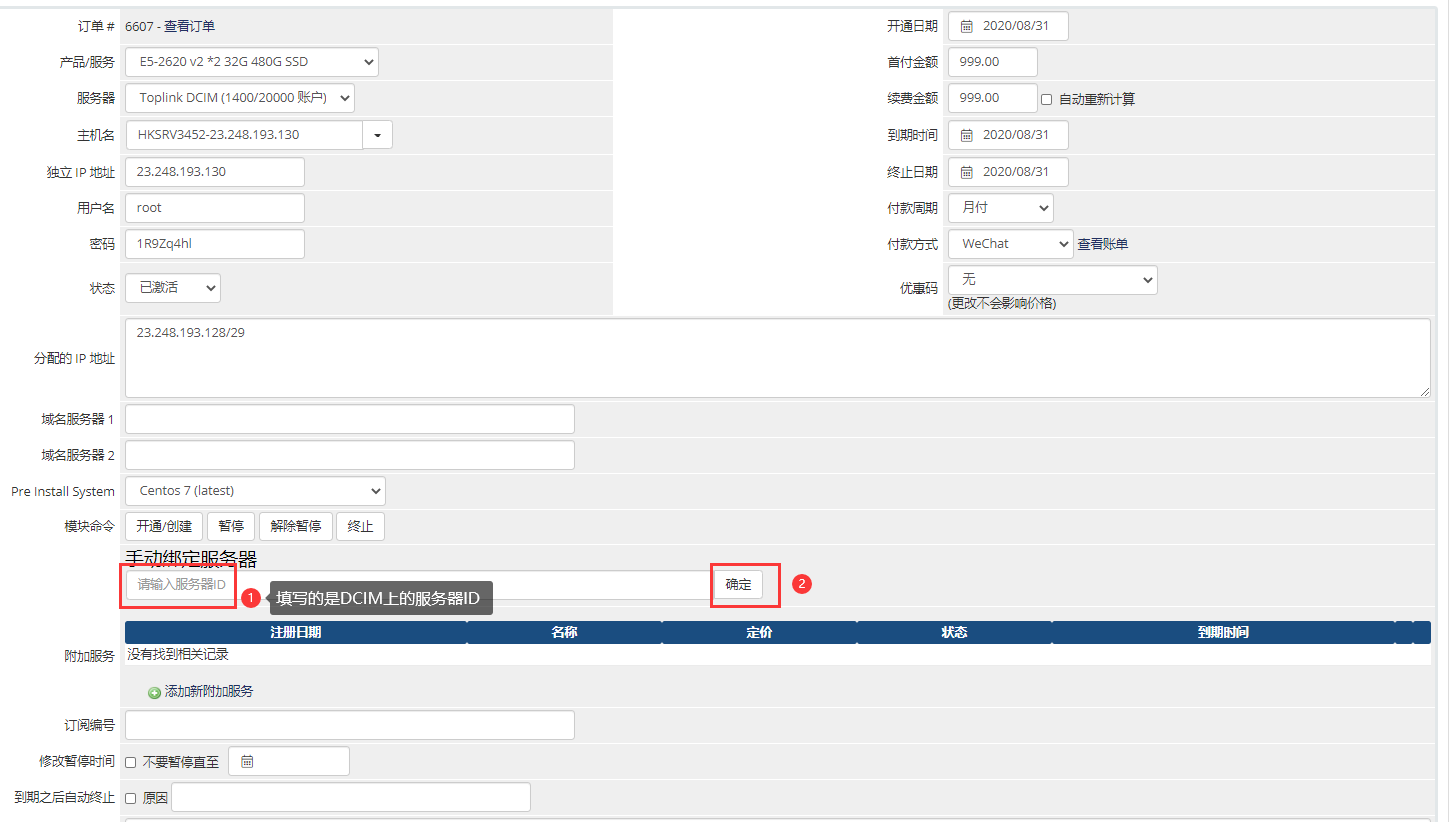 订单 # 6607 - 查看订单 开通日期 2020/08/31
产品/服务 E5-2620 v2 *2 32G 480G SSD 首付金额 999.00
服务器 Toplink DCIM (1400/20000 账户) 续费金额 999.00 自动重新计算
主机名 HKSRV3452-23.248.193.130 到期时间 2020/08/31
独立 IP 地址 23.248.193.130 终止日期 2020/08/31
用户名 root 付款周期 月付
密码 1R9Zq4hl 付款方式 WeChat 查看账单
状态 已激活 优惠码 无
(更改不会影响价格)
分配的 IP 地址 23.248.193.128/29
域名服务器 1
域名服务器 2
Pre Install System Centos 7 (latest)
模块命令 开通/创建 暂停 解除暂停 终止
手动绑定服务器
请输入服务器ID 1 填写的是DCIM上的服务器ID 确定 2
注册日期 名称 定价 状态 到期时间
附加服务 没有找到相关记录
添加新附加服务
订阅编号
修改暂停时间 不要暂停直至
到期之后自动终止 原因